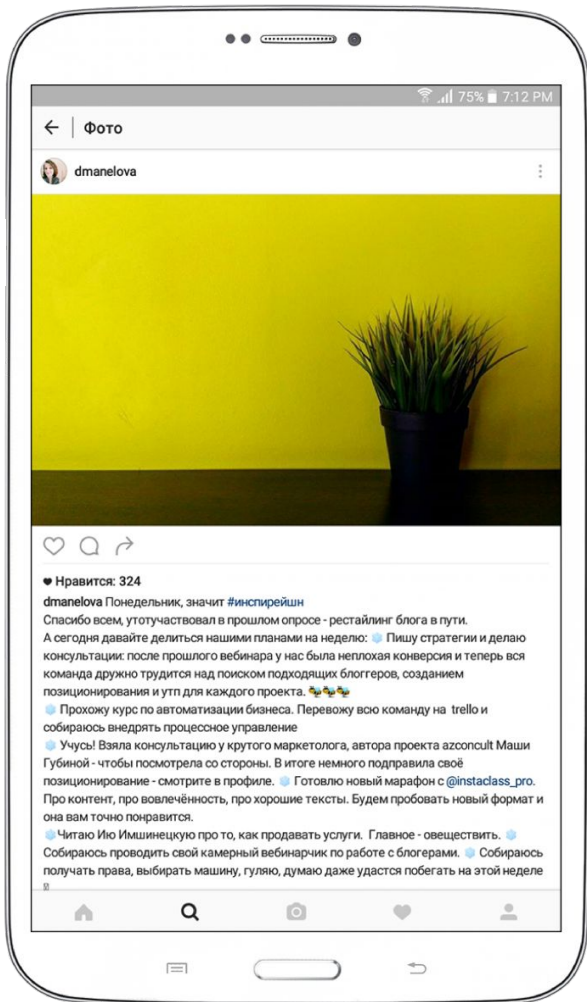 75% 7:12 PM
Фото
dmanelova
Нравится: 324
dmanelova Понедельник, значит #инспирейшн
Спасибо всем, утотучаствовал в прошлом опросе - рестайлинг блога в пути.
А сегодня давайте делиться нашими планами на неделю: Пишу стратегии и делаю
консультации: после прошлого вебинара у нас была неплохая конверсия и теперь вся
команда дружно трудится над поиском подходящих блоггеров, созданием
позиционирования и утп для каждого проекта.
Прохожу курс по автоматизации бизнеса. Перевожу всю команду на trello и
собираюсь внедрять процессное управление
Учусь! Взяла консультацию у крутого маркетолога, автора проекта azconcult Маши
Губиной - чтобы посмотрела со стороны. В итоге немного подправила своё
позиционирование - смотрите в профиле. Готовлю новый марафон с @instaclass_pro.
Про контент, про вовлечённость, про хорошие тексты. Будем пробовать новый формат и
она вам точно понравится.
Читаю Ию Имшинецкую про то, как продавать услуги. Главное - овеществить.
Собираюсь проводить свой камерный вебинарчик по работе с блогерами. Собираюсь
получать права, выбирать машину, гуляю, думаю даже удастся побегать на этой неделе